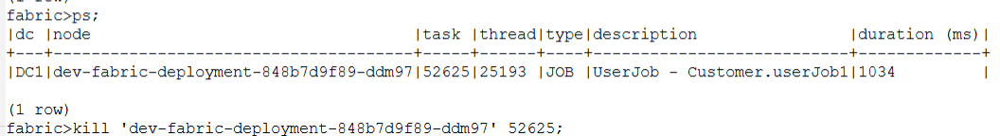 fabric>ps;
|dc |node                                    |task |thread|type|description                |duration (ms)|
+---+----------------------------------------+-----+------+----+---------------------------+-------------+
|DC1|dev-fabric-deployment-848b7d9f89-ddm97|52625|25193 |JOB |UserJob - Customer.userJob1|1034         |
(1 row)
fabric>kill 'dev-fabric-deployment-848b7d9f89-ddm97' 52625;